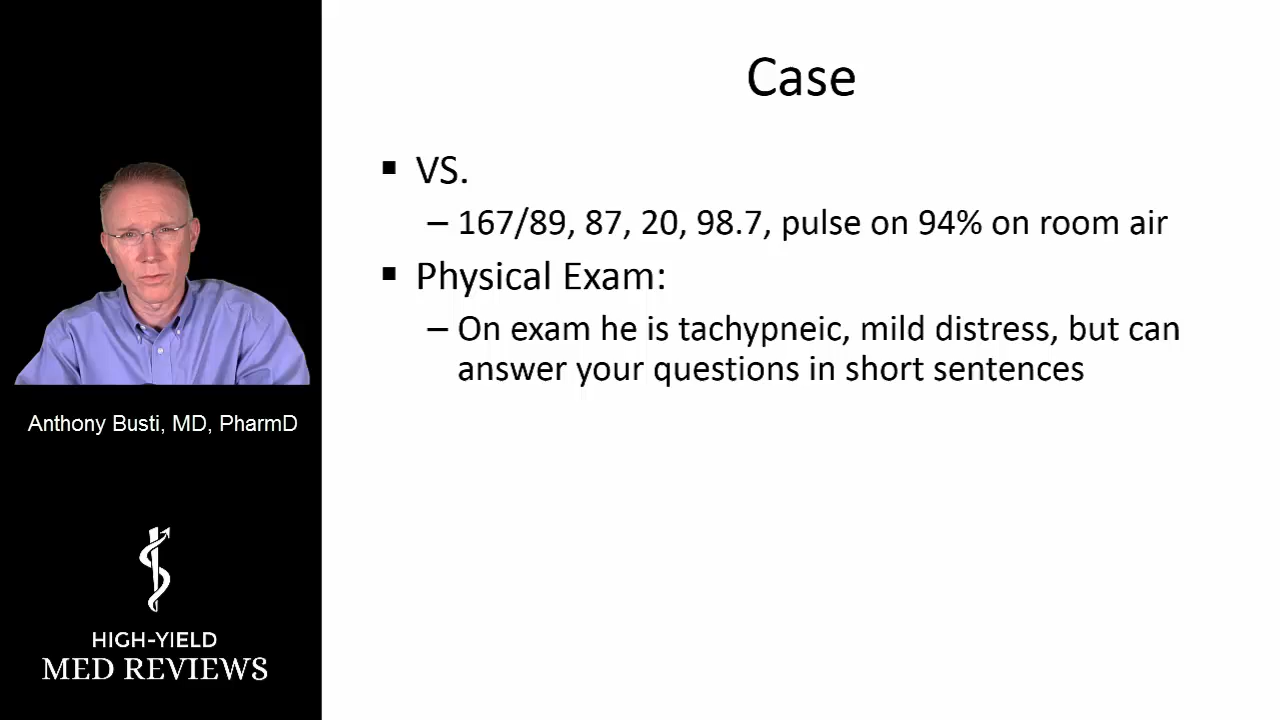 Case
▪ VS.
– 167/89, 87, 20, 98.7, pulse on 94% on room air
▪ Physical Exam:
– On exam he is tachypneic, mild distress, but can
answer your questions in short sentences
Anthony Busti, MD, PharmD
HIGH-YIELD
MED REVIEWS